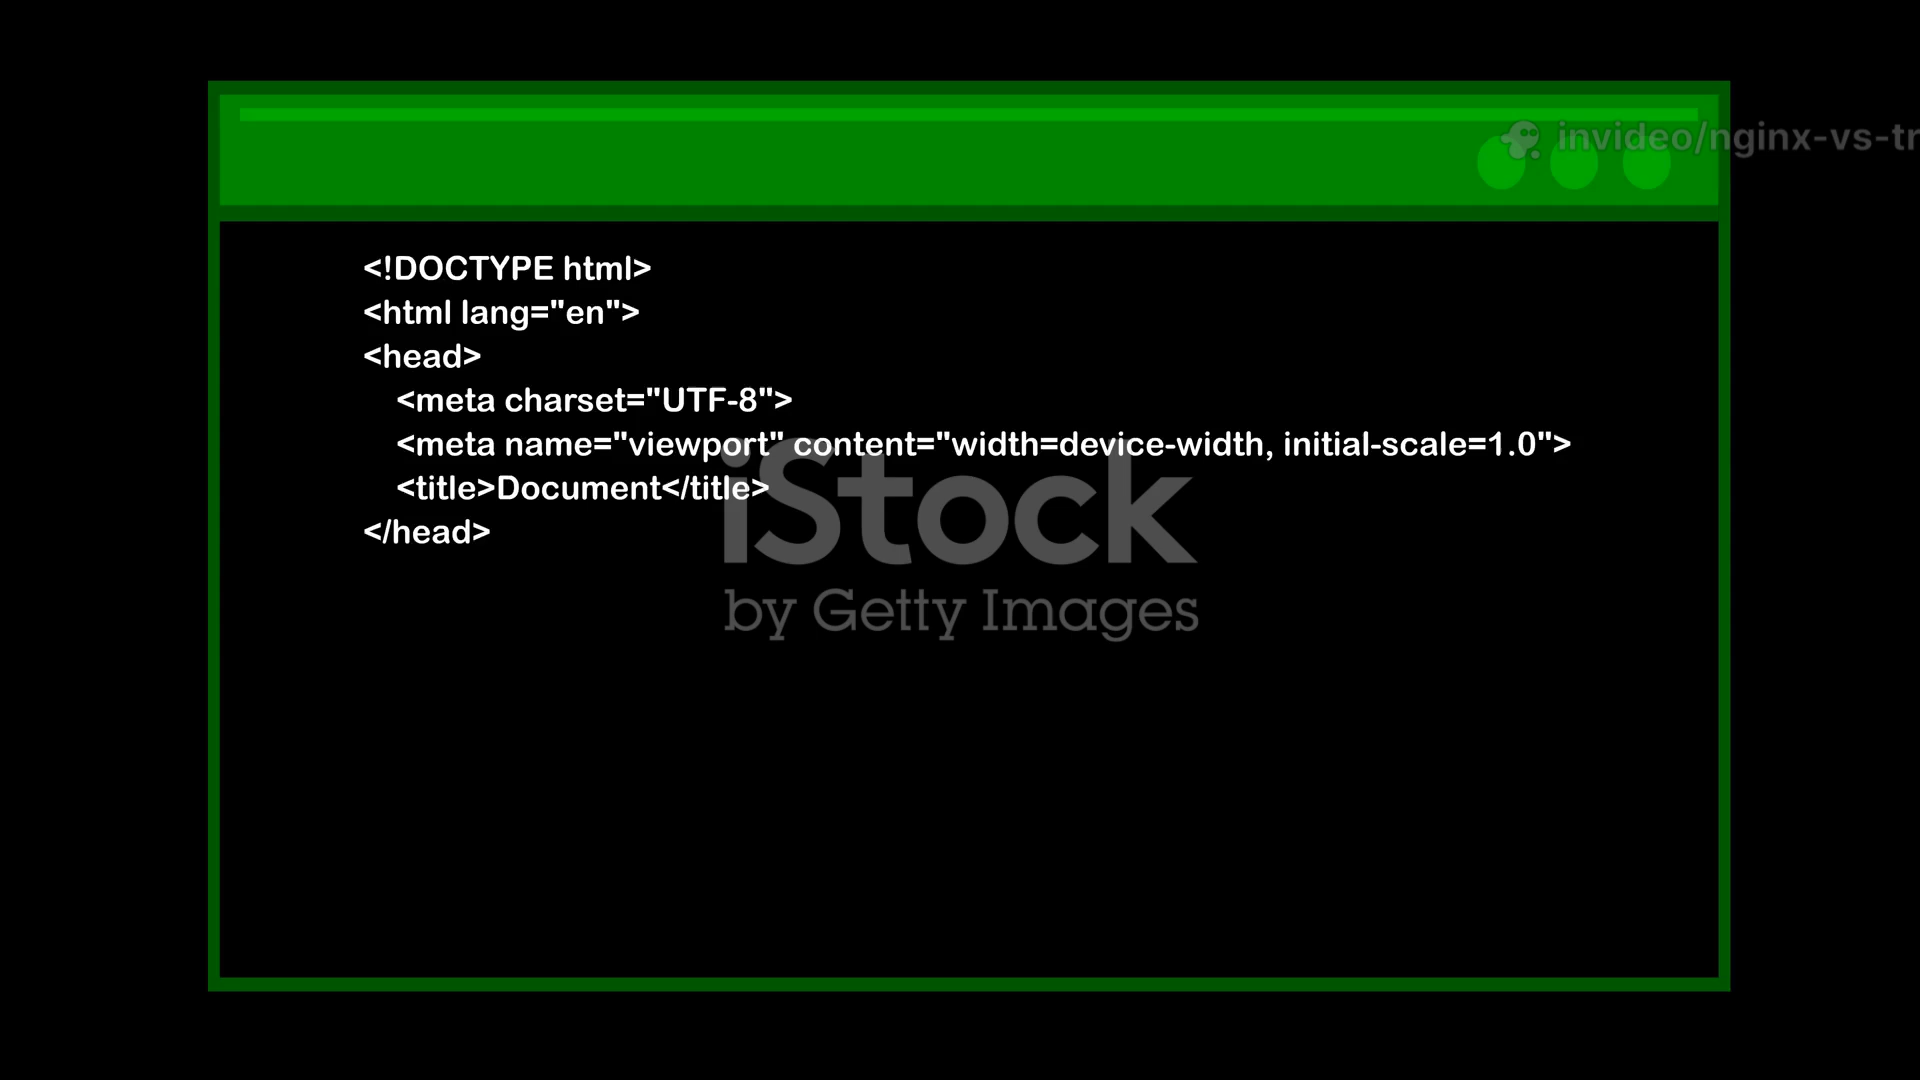 invideo/nginx-vs-tr
<!DOCTYPE html>
<html lang="en">
<head>
    <meta charset="UTF-8">
    <meta name="viewport" content="width=device-width, initial-scale=1.0">
    <title>Document</title>
</head>
iStock
by Getty Images